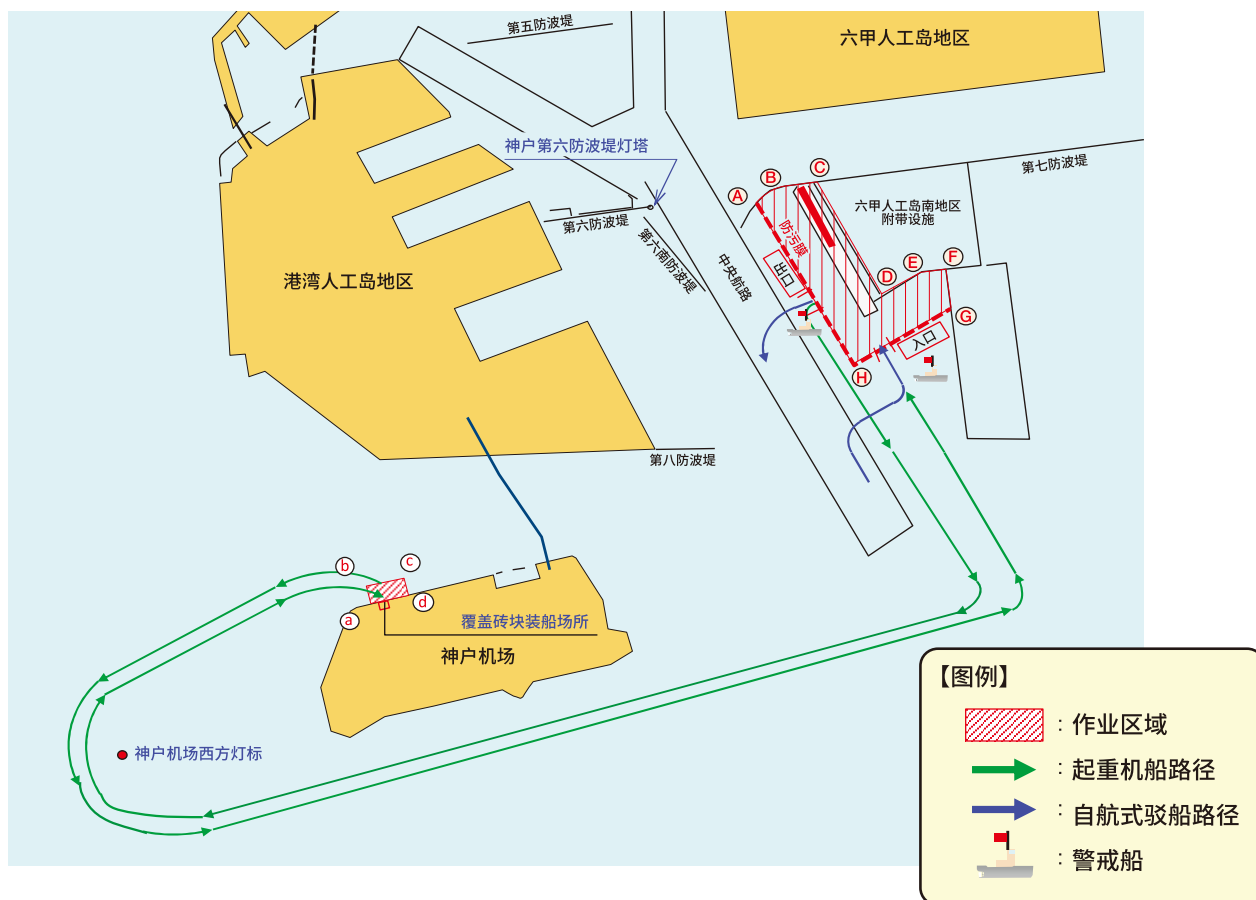 第五防波堤
六甲人工岛地区
神户第六防波堤灯塔
第七防波堤
A
B
C
六甲人工岛南地区
附带设施
第六防波堤
第六南防波堤
中央航路
防污膜
出口
D
E
F
G
入口
H
港湾人工岛地区
第八防波堤
b
c
d
a
覆盖砖块装船场所
神户机场
神户机场西方灯标
【图例】
：作业区域
：起重机船路径
：自航式驳船路径
：警戒船